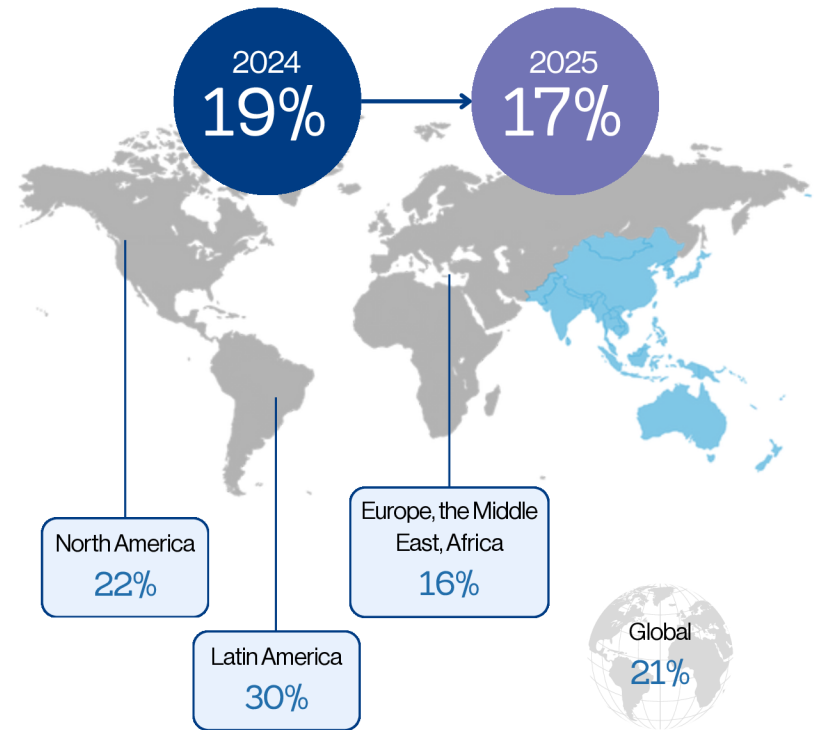 2024
19%
2025
17%
North America
22%
Latin America
30%
Europe, the Middle
East, Africa
16%
Global
21%